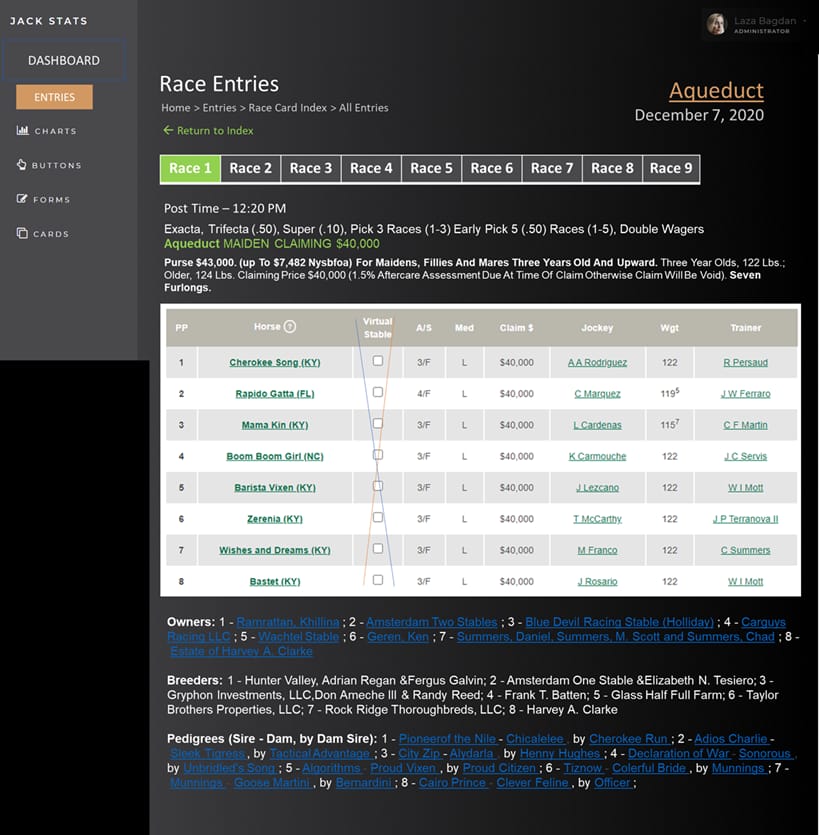 JACK STATS
Laza Bagdan
ADMINISTRATOR
DASHBOARD
ENTRIES
CHARTS
BUTTONS
FORMS
CARDS
Race Entries
Home > Entries > Race Card Index > All Entries
← Return to Index
Aqueduct
December 7, 2020
Race 1 Race 2 Race 3 Race 4 Race 5 Race 6 Race 7 Race 8 Race 9
Post Time – 12:20 PM
Exacta, Trifecta (.50), Super (.10), Pick 3 Races (1-3) Early Pick 5 (.50) Races (1-5), Double Wagers
Aqueduct MAIDEN CLAIMING $40,000
Purse $43,000. (up To $7,482 Nysbfoa) For Maidens, Fillies And Mares Three Years Old And Upward. Three Year Olds, 122 Lbs.;
Older, 124 Lbs. Claiming Price $40,000 (1.5% Aftercare Assessment Due At Time Of Claim Otherwise Claim Will Be Void). Seven
Furlongs.
PP Horse ? Virtual Stable A/S Med Claim $ Jockey Wgt Trainer
1 Cherokee Song (KY) 3/F L $40,000 A A Rodriguez 122 R Persaud
2 Rapido Gatta (FL) 4/F L $40,000 C Marquez 119⁵ J W Ferraro
3 Mama Kin (KY) 3/F L $40,000 L Cardenas 115⁷ C F Martin
4 Boom Boom Girl (NC) 3/F L $40,000 K Carmouche 122 J C Servis
5 Barista Vixen (KY) 3/F L $40,000 J Lezcano 122 W I Mott
6 Zerenia (KY) 3/F L $40,000 T McCarthy 122 J P Terranova II
7 Wishes and Dreams (KY) 3/F L $40,000 M Franco 122 C Summers
8 Bastet (KY) 3/F L $40,000 J Rosario 122 W I Mott
Owners: 1 - Ramrattan, Khillina ; 2 - Amsterdam Two Stables ; 3 - Blue Devil Racing Stable (Holliday) ; 4 - Carguys
Racing LLC ; 5 - Wachtel Stable ; 6 - Geren, Ken ; 7 - Summers, Daniel, Summers, M. Scott and Summers, Chad ; 8 -
Estate of Harvey A. Clarke
Breeders: 1 - Hunter Valley, Adrian Regan &Fergus Galvin; 2 - Amsterdam One Stable &Elizabeth N. Tesiero; 3 -
Gryphon Investments, LLC,Don Ameche III & Randy Reed; 4 - Frank T. Batten; 5 - Glass Half Full Farm; 6 - Taylor
Brothers Properties, LLC; 7 - Rock Ridge Thoroughbreds, LLC; 8 - Harvey A. Clarke
Pedigrees (Sire - Dam, by Dam Sire): 1 - Pioneerof the Nile - Chicalelee , by Cherokee Run ; 2 - Adios Charlie -
Sleek Tigress , by Tactical Advantage ; 3 - City Zip - Alydarla , by Henny Hughes ; 4 - Declaration of War - Sonorous ,
by Unbridled's Song ; 5 - Algorithms - Proud Vixen , by Proud Citizen ; 6 - Tiznow - Colerful Bride , by Munnings ; 7 -
Munnings - Goose Martini , by Bernardini ; 8 - Cairo Prince - Clever Feline , by Officer ;